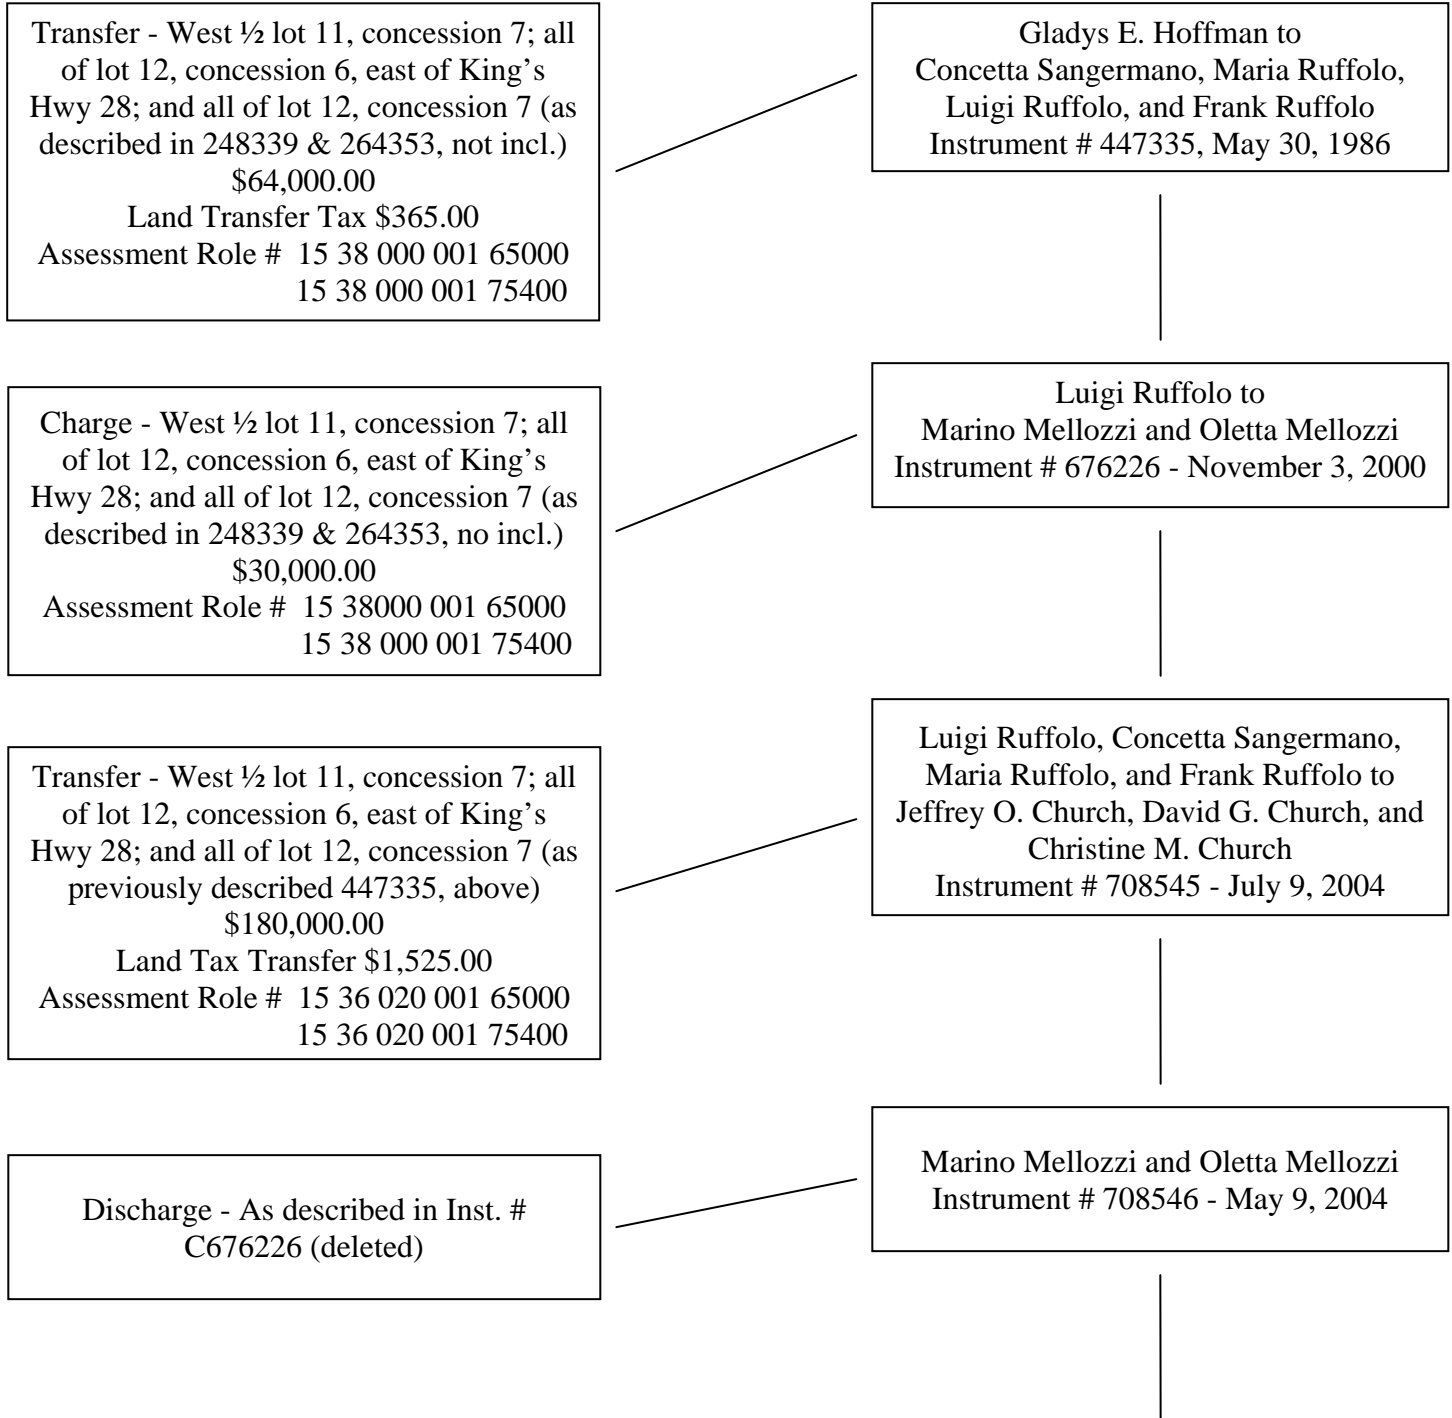 Transfer - West ½ lot 11, concession 7; all
of lot 12, concession 6, east of King’s
Hwy 28; and all of lot 12, concession 7 (as
described in 248339 & 264353, not incl.)
$64,000.00
Land Transfer Tax $365.00
Assessment Role # 15 38 000 001 65000
15 38 000 001 75400
Gladys E. Hoffman to
Concetta Sangermano, Maria Ruffolo,
Luigi Ruffolo, and Frank Ruffolo
Instrument # 447335, May 30, 1986
Charge - West ½ lot 11, concession 7; all
of lot 12, concession 6, east of King’s
Hwy 28; and all of lot 12, concession 7 (as
described in 248339 & 264353, no incl.)
$30,000.00
Assessment Role # 15 38000 001 65000
15 38 000 001 75400
Luigi Ruffolo to
Marino Mellozzi and Oletta Mellozzi
Instrument # 676226 - November 3, 2000
Transfer - West ½ lot 11, concession 7; all
of lot 12, concession 6, east of King’s
Hwy 28; and all of lot 12, concession 7 (as
previously described 447335, above)
$180,000.00
Land Tax Transfer $1,525.00
Assessment Role # 15 36 020 001 65000
15 36 020 001 75400
Luigi Ruffolo, Concetta Sangermano,
Maria Ruffolo, and Frank Ruffolo to
Jeffrey O. Church, David G. Church, and
Christine M. Church
Instrument # 708545 - July 9, 2004
Discharge - As described in Inst. #
C676226 (deleted)
Marino Mellozzi and Oletta Mellozzi
Instrument # 708546 - May 9, 2004